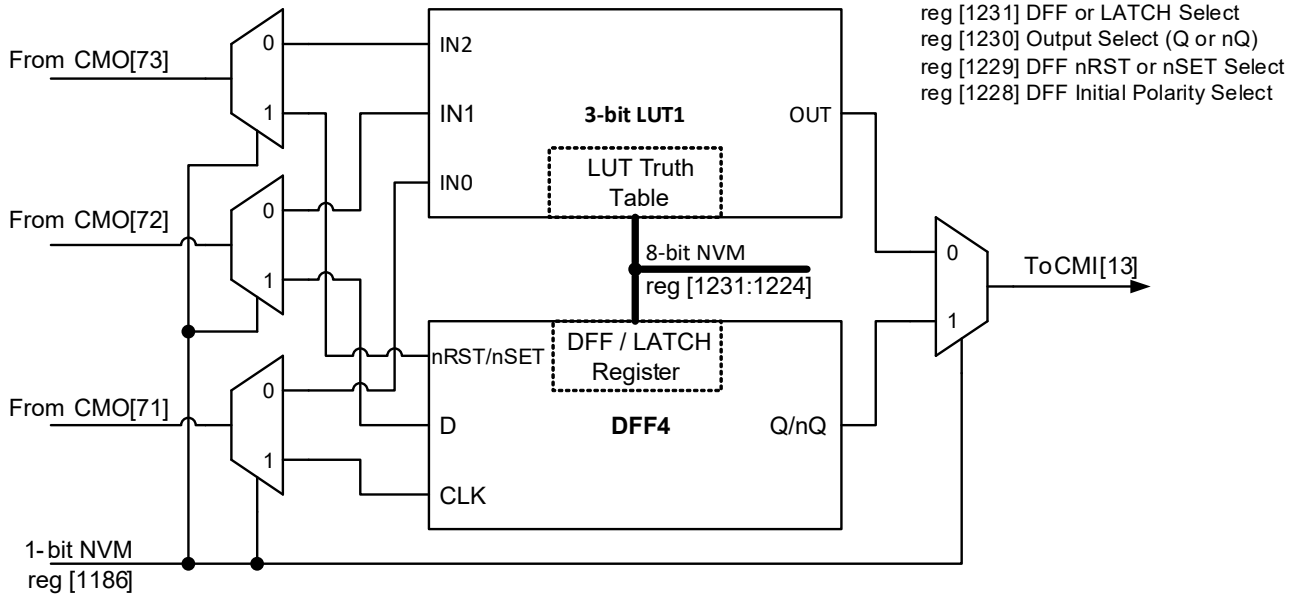 reg [1231] DFF or LATCH Select
reg [1230] Output Select (Q or nQ)
reg [1229] DFF nRST or nSET Select
reg [1228] DFF Initial Polarity Select
From CMO[73]
0
1
From CMO[72]
0
1
From CMO[71]
0
1
1-bit NVM
reg [1186]
IN2
IN1
IN0
3-bit LUT1
OUT
LUT Truth
Table
8-bit NVM
reg [1231:1224]
nRST/nSET
D
CLK
DFF / LATCH
Register
DFF4
Q/nQ
0
1
ToCMI[13]